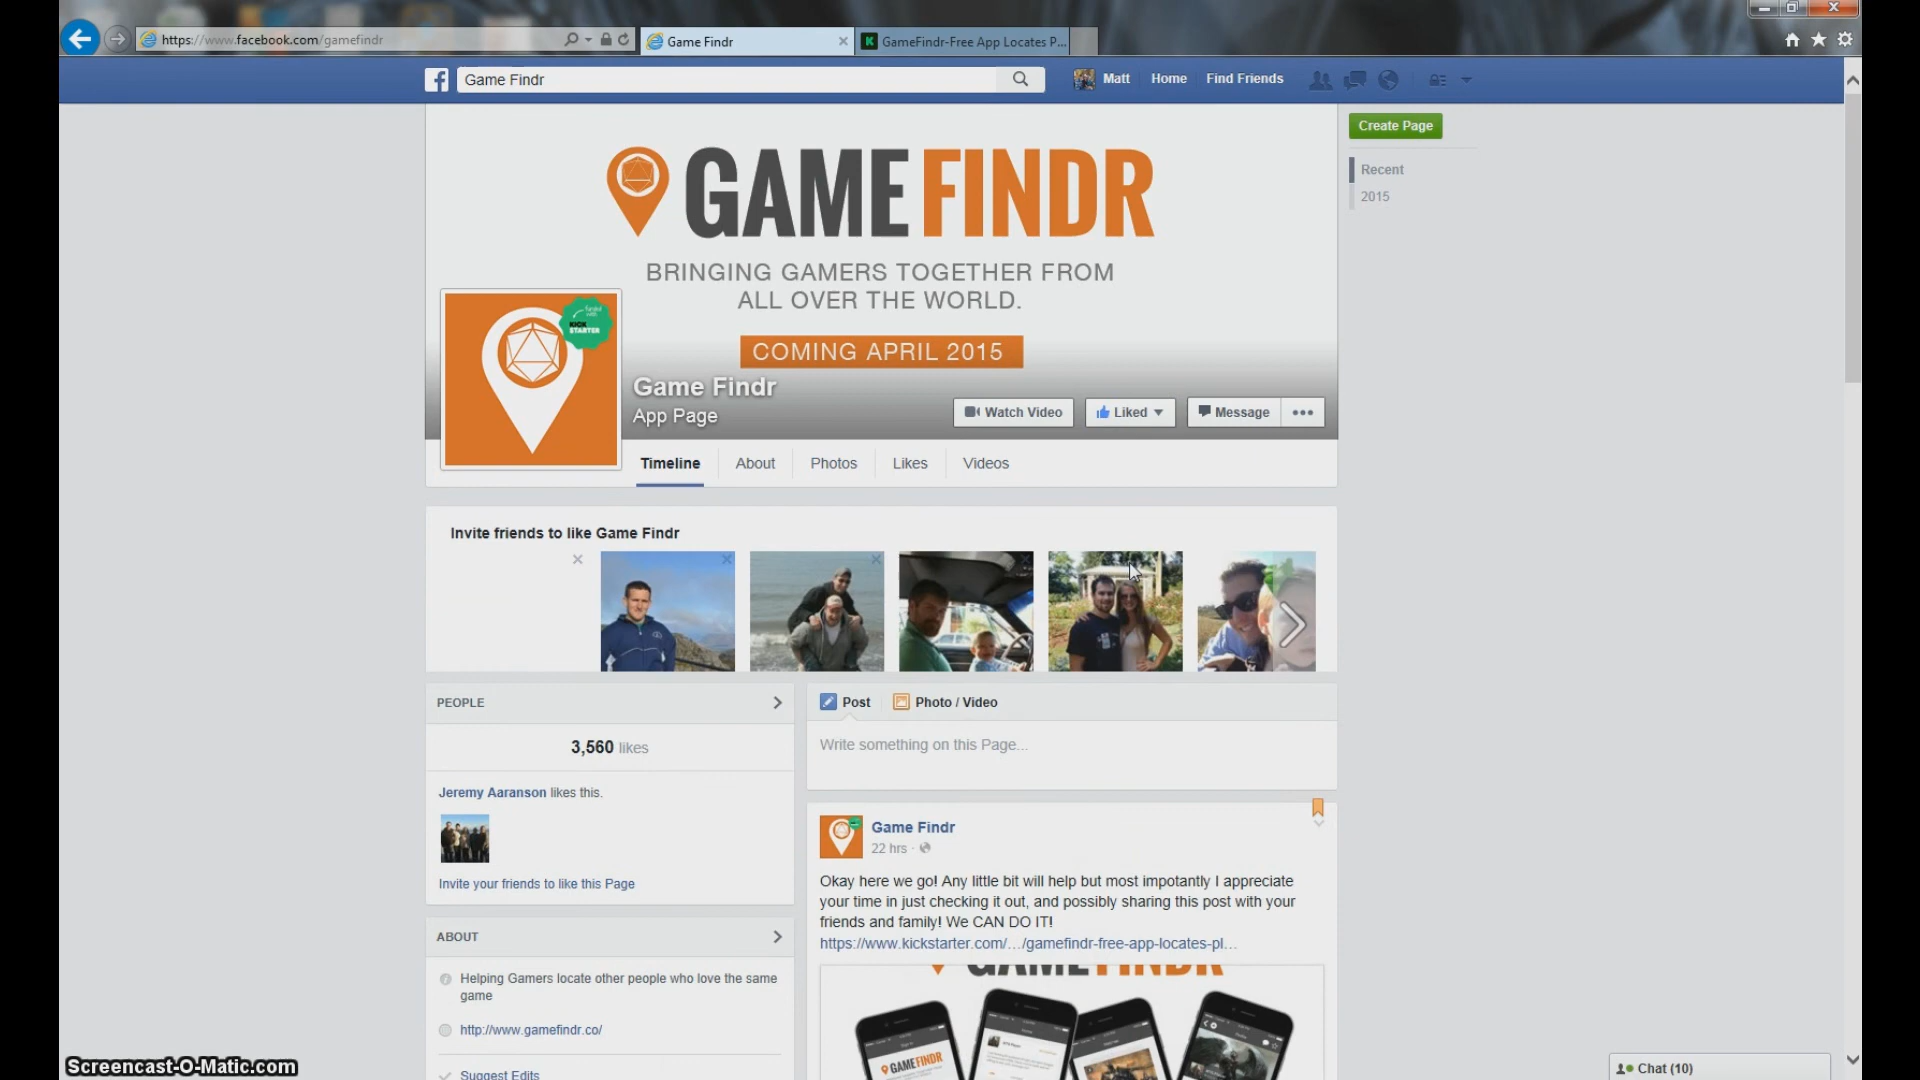 https://www.facebook.com/gamefindr
Game Findr
GameFindr-Free App Locates P...
Game Findr
Matt
Home
Find Friends
Create Page
Recent
2015
GAMEFINDR
BRINGING GAMERS TOGETHER FROM
ALL OVER THE WORLD.
COMING APRIL 2015
funded with
KICK
STARTER
Game Findr
App Page
Watch Video
Liked
Message
Timeline
About
Photos
Likes
Videos
Invite friends to like Game Findr
PEOPLE
3,560 likes
Jeremy Aaranson likes this.
Invite your friends to like this Page
ABOUT
Helping Gamers locate other people who love the same
game
http://www.gamefindr.co/
Suggest Edits
Post
Photo / Video
Write something on this Page...
Game Findr
22 hrs ·
Okay here we go! Any little bit will help but most impotantly I appreciate
your time in just checking it out, and possibly sharing this post with your
friends and family! We CAN DO IT!
https://www.kickstarter.com/.../gamefindr-free-app-locates-pl...
GAMEFINDR
GAMEFINDR
Chat (10)
Screencast-O-Matic.com